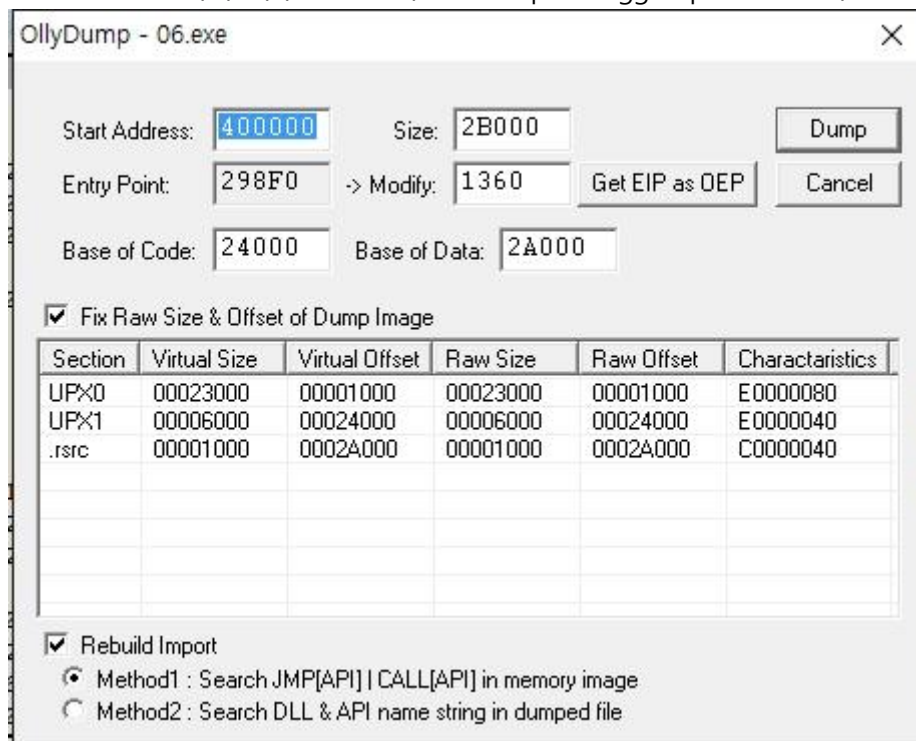 OllyDump - 06.exe
Start Address: 400000 Size: 2B000 Dump
Entry Point: 298F0 -> Modify: 1360 Get EIP as OEP Cancel
Base of Code: 24000 Base of Data: 2A000
Fix Raw Size & Offset of Dump Image
Section Virtual Size Virtual Offset Raw Size Raw Offset Charactaristics
UPX0 00023000 00001000 00023000 00001000 E0000080
UPX1 00006000 00024000 00006000 00024000 E0000040
.rsrc 00001000 0002A000 00001000 0002A000 C0000040
Rebuild Import
Method1 : Search JMP[API] | CALL[API] in memory image
Method2 : Search DLL & API name string in dumped file